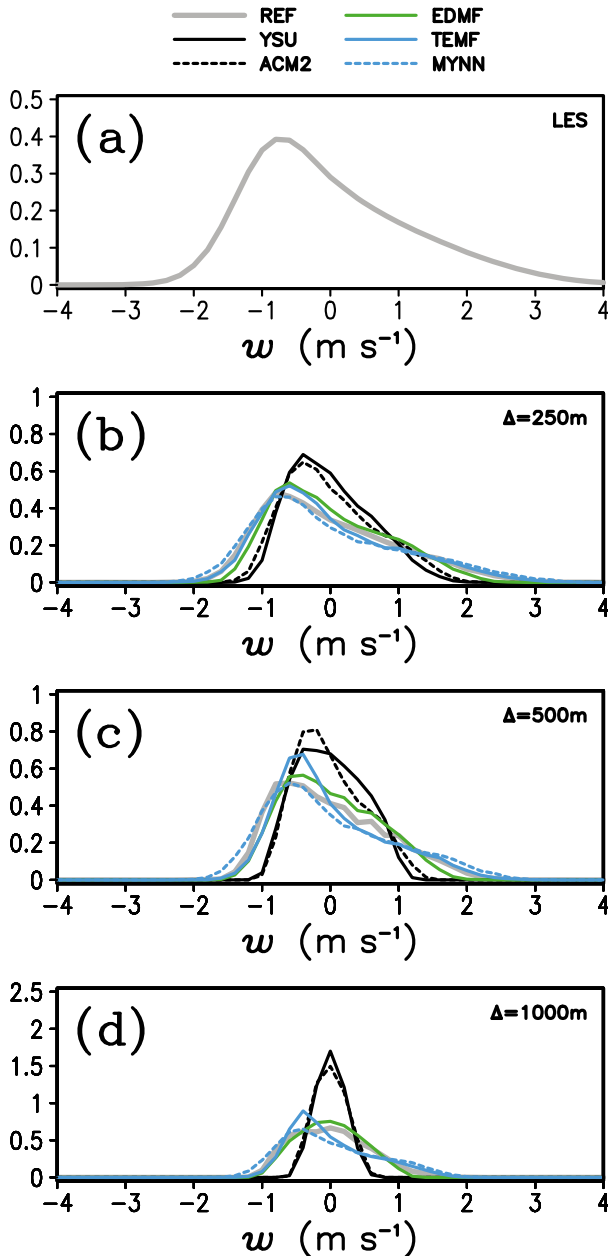 REF EDMF
YSU TEMF
ACM2 MYNN
0.5
(a) LES
0.4
0.3
0.2
0.1
0
−4 −3 −2 −1 0 1 2 3 4
w (m s⁻¹)
1
(b) Δ=250m
0.8
0.6
0.4
0.2
0
−4 −3 −2 −1 0 1 2 3 4
w (m s⁻¹)
1
(c) Δ=500m
0.8
0.6
0.4
0.2
0
−4 −3 −2 −1 0 1 2 3 4
w (m s⁻¹)
2.5
(d) Δ=1000m
2
1.5
1
0.5
0
−4 −3 −2 −1 0 1 2 3 4
w (m s⁻¹)